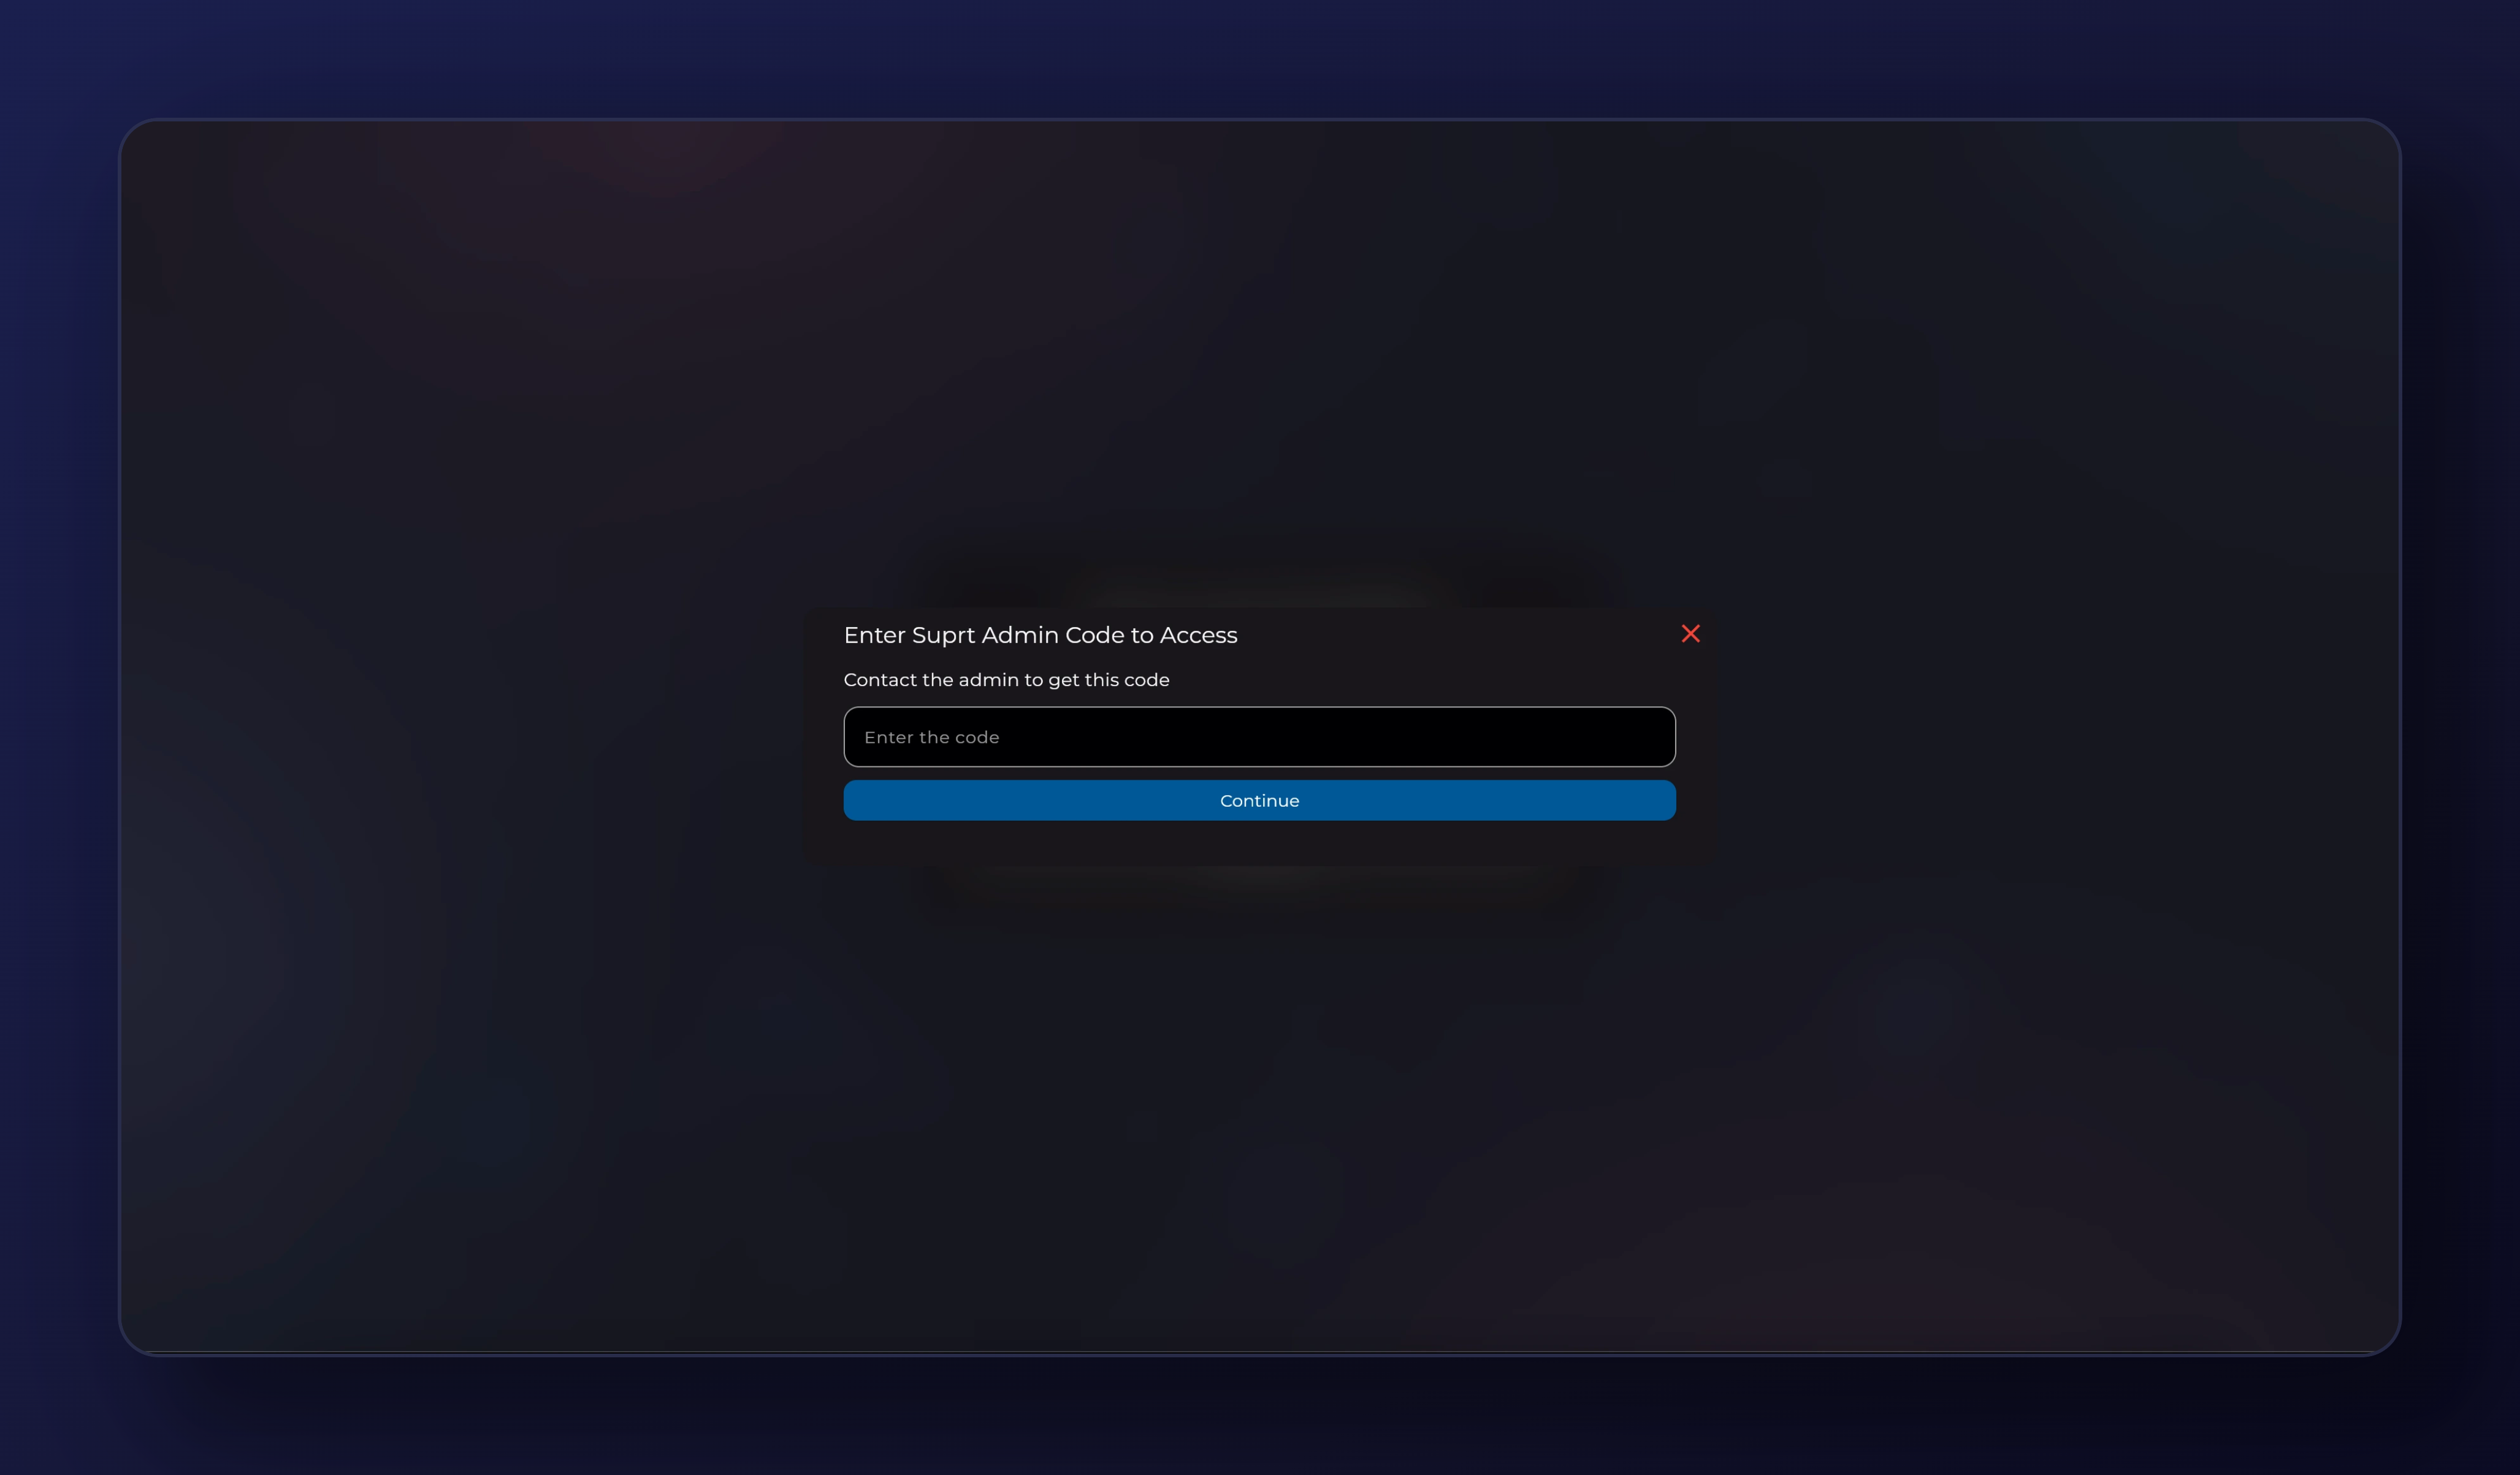 Enter Suprt Admin Code to Access
Contact the admin to get this code
Enter the code
Continue